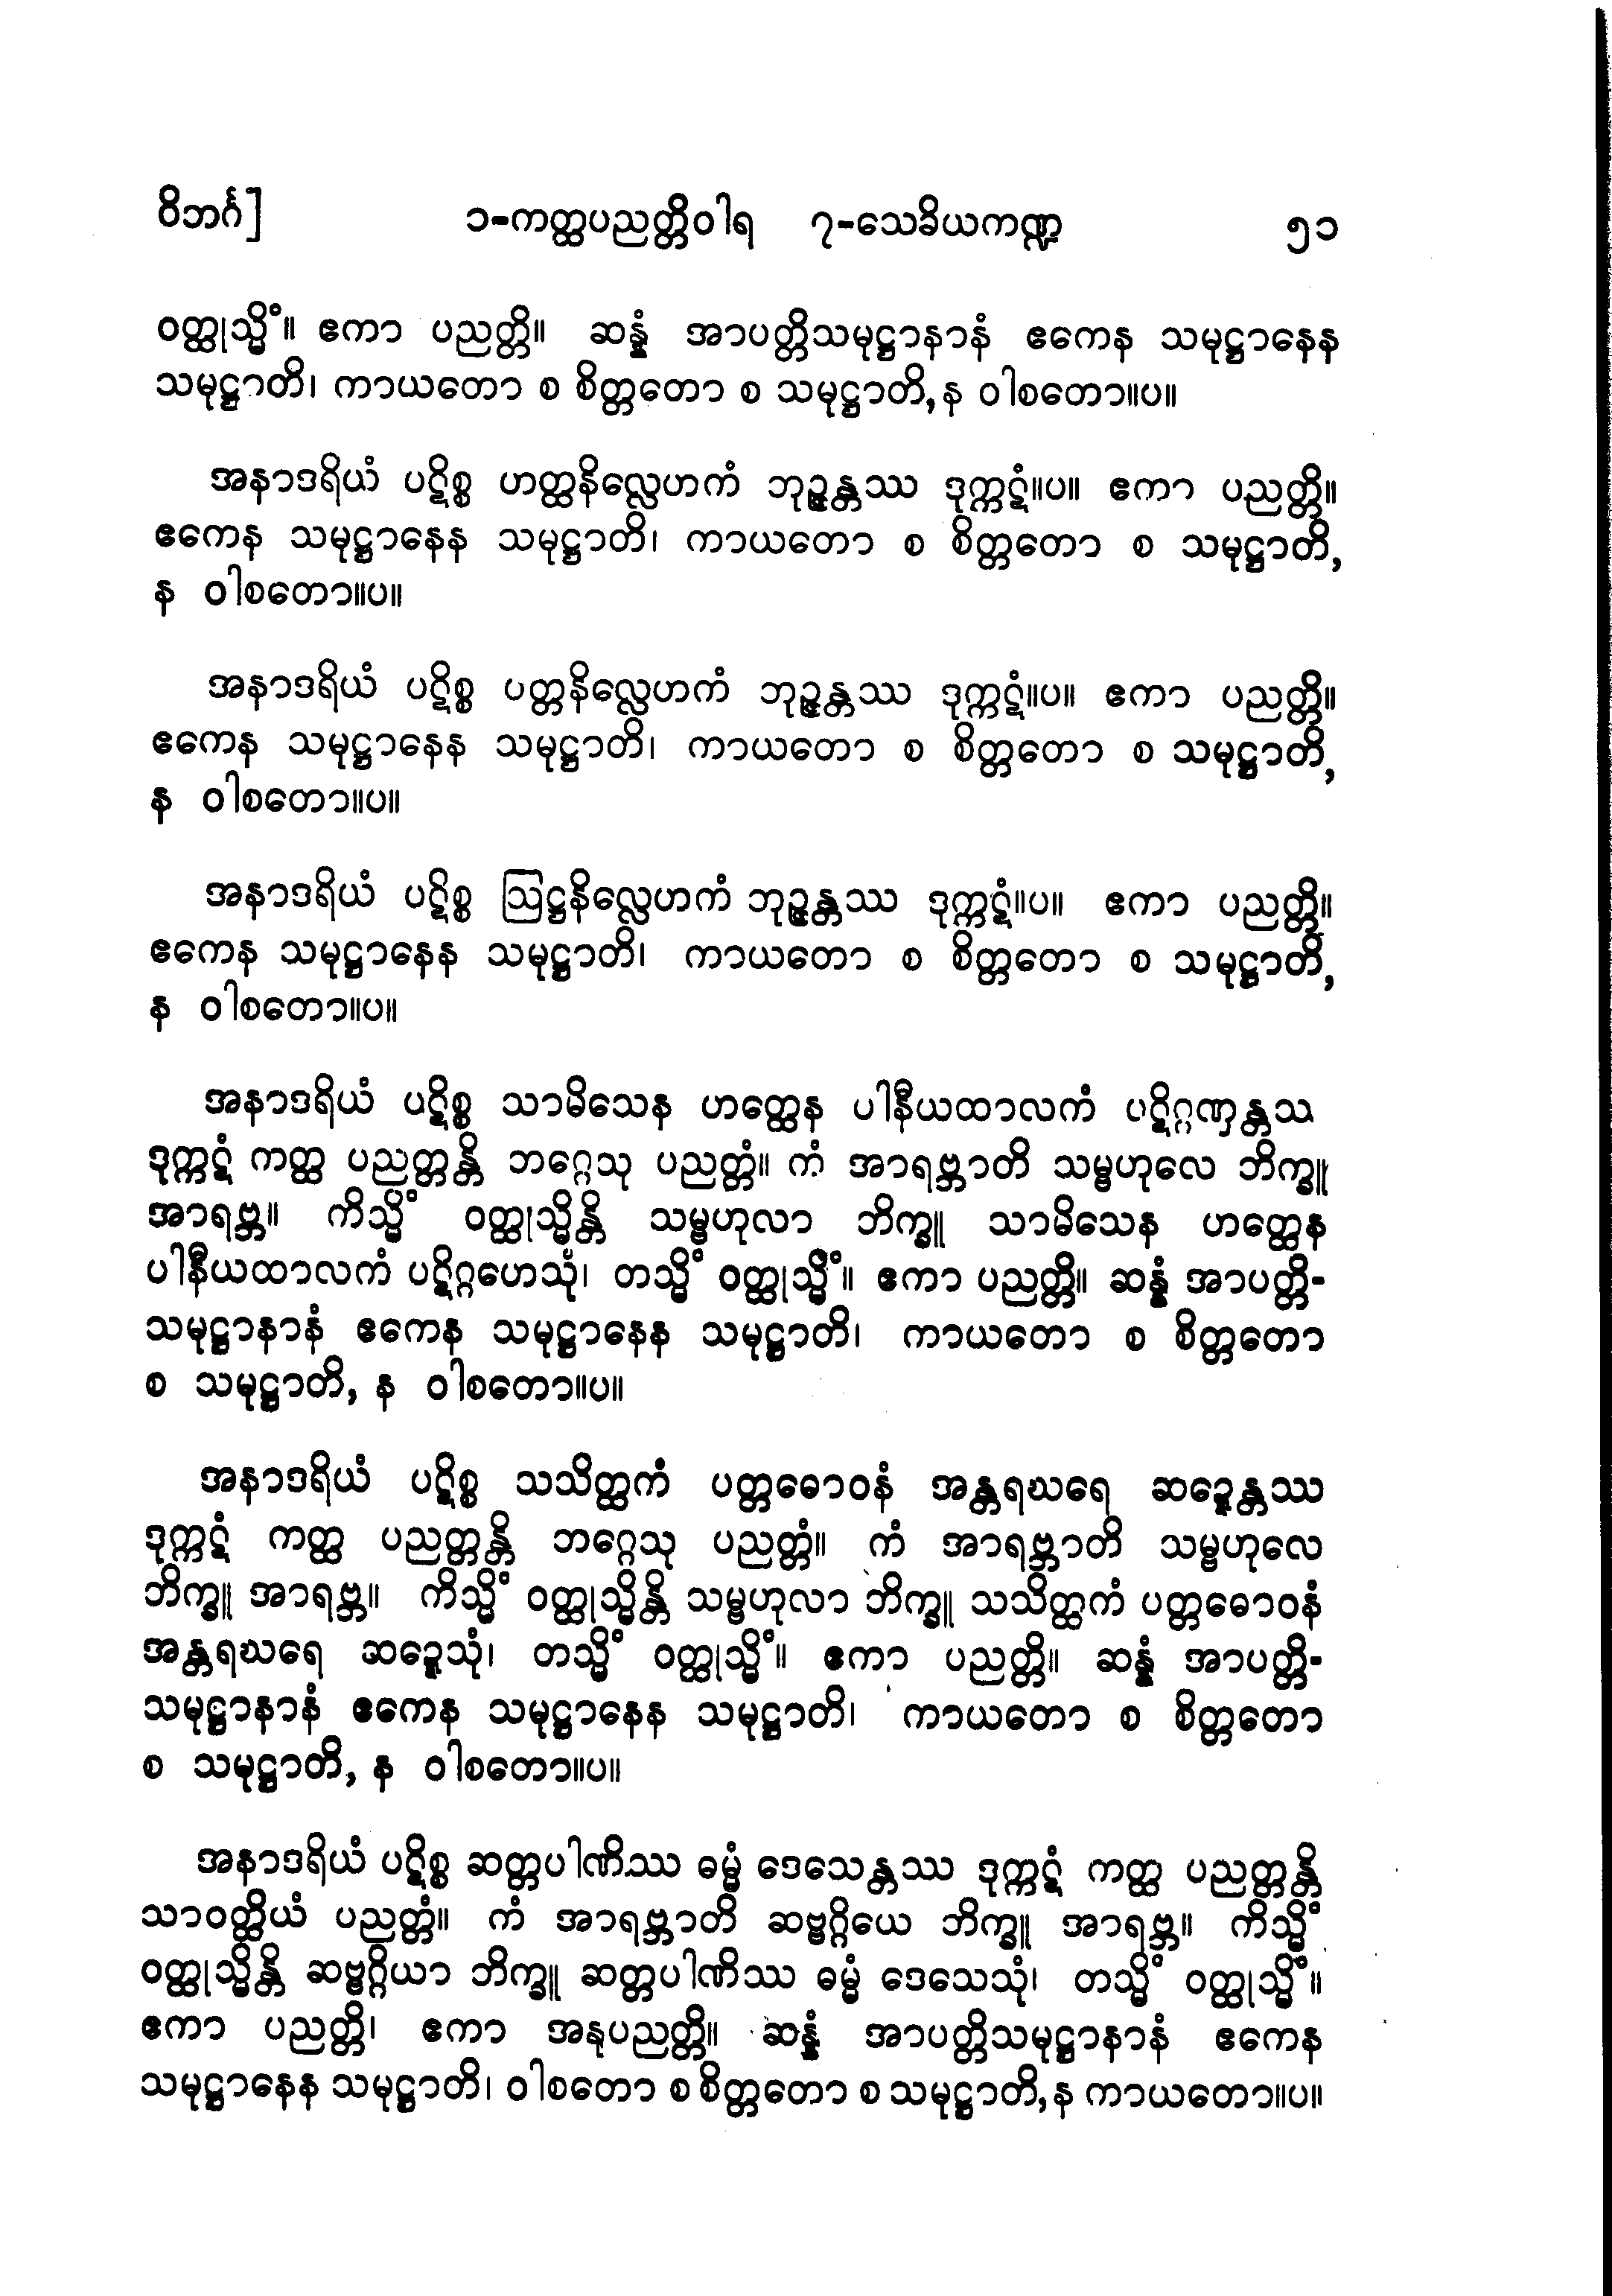 ဝိဘင်္ဂ] ၁-ကတ္ထပညတ္တိဝါရ ၇-သေခိယကဏ္ဍ ၅၁
ဝတ္ထုသ္မိံ။ ဧကာ ပညတ္တိ။ ဆန္နံ အာပတ္တိသမုဋ္ဌာနာနံ ဧကေန သမုဋ္ဌာနေန
သမုဋ္ဌာတိ၊ ကာယတော စ စိတ္တတော စ သမုဋ္ဌာတိ, န ဝါစတော။ပ။
အနာဒရိယံ ပဋိစ္စ ဟတ္ထနိလ္လေဟကံ ဘုဉ္ဇန္တဿ ဒုက္ကဋံ။ပ။ ဧကာ ပညတ္တိ။
ဧကေန သမုဋ္ဌာနေန သမုဋ္ဌာတိ၊ ကာယတော စ စိတ္တတော စ သမုဋ္ဌာတိ,
န ဝါစတော။ပ။
အနာဒရိယံ ပဋိစ္စ ပတ္တနိလ္လေဟကံ ဘုဉ္ဇန္တဿ ဒုက္ကဋံ။ပ။ ဧကာ ပညတ္တိ။
ဧကေန သမုဋ္ဌာနေန သမုဋ္ဌာတိ၊ ကာယတော စ စိတ္တတော စ သမုဋ္ဌာတိ,
န ဝါစတော။ပ။
အနာဒရိယံ ပဋိစ္စ ဩဋ္ဌနိလ္လေဟကံ ဘုဉ္ဇန္တဿ ဒုက္ကဋံ။ပ။ ဧကာ ပညတ္တိ။
ဧကေန သမုဋ္ဌာနေန သမုဋ္ဌာတိ၊ ကာယတော စ စိတ္တတော စ သမုဋ္ဌာတိ,
န ဝါစတော။ပ။
အနာဒရိယံ ပဋိစ္စ သာမိသေန ဟတ္ထေန ပါနီယထာလကံ ပဋိဂ္ဂဏှန္တသ
ဒုက္ကဋံ ကတ္ထ ပညတ္တန္တိ ဘဂ္ဂေသု ပညတ္တံ။ ကံ အာရဗ္ဘာတိ သမ္ဗဟုလေ ဘိက္ခူ
အာရဗ္ဘ။ ကိသ္မိံ ဝတ္ထုသ္မိန္တိ သမ္ဗဟုလာ ဘိက္ခူ သာမိသေန ဟတ္ထေန
ပါနီယထာလကံ ပဋိဂ္ဂဟေသုံ၊ တသ္မိံ ဝတ္ထုသ္မိံ။ ဧကာ ပညတ္တိ။ ဆန္နံ အာပတ္တိ-
သမုဋ္ဌာနာနံ ဧကေန သမုဋ္ဌာနေန သမုဋ္ဌာတိ၊ ကာယတော စ စိတ္တတော
စ သမုဋ္ဌာတိ, န ဝါစတော။ပ။
အနာဒရိယံ ပဋိစ္စ သသိတ္ထကံ ပတ္တဓောဝနံ အန္တရဃရေ ဆဍ္ဍေန္တဿ
ဒုက္ကဋံ ကတ္ထ ပညတ္တန္တိ ဘဂ္ဂေသု ပညတ္တံ။ ကံ အာရဗ္ဘာတိ သမ္ဗဟုလေ
ဘိက္ခူ အာရဗ္ဘ။ ကိသ္မိံ ဝတ္ထုသ္မိန္တိ သမ္ဗဟုလာ ဘိက္ခူ သသိတ္ထကံ ပတ္တဓောဝနံ
အန္တရဃရေ ဆဍ္ဍေသုံ၊ တသ္မိံ ဝတ္ထုသ္မိံ။ ဧကာ ပညတ္တိ။ ဆန္နံ အာပတ္တိ-
သမုဋ္ဌာနာနံ ဧကေန သမုဋ္ဌာနေန သမုဋ္ဌာတိ၊ ကာယတော စ စိတ္တတော
စ သမုဋ္ဌာတိ, န ဝါစတော။ပ။
အနာဒရိယံ ပဋိစ္စ ဆတ္တပါဏိဿ ဓမ္မံ ဒေသေန္တဿ ဒုက္ကဋံ ကတ္ထ ပညတ္တန္တိ
သာဝတ္ထိယံ ပညတ္တံ။ ကံ အာရဗ္ဘာတိ ဆဗ္ဗဂ္ဂိယေ ဘိက္ခူ အာရဗ္ဘ။ ကိသ္မိံ
ဝတ္ထုသ္မိန္တိ ဆဗ္ဗဂ္ဂိယာ ဘိက္ခူ ဆတ္တပါဏိဿ ဓမ္မံ ဒေသေသုံ၊ တသ္မိံ ဝတ္ထုသ္မိံ။
ဧကာ ပညတ္တိ၊ ဧကာ အနုပညတ္တိ။ ဆန္နံ အာပတ္တိသမုဋ္ဌာနာနံ ဧကေန
သမုဋ္ဌာနေန သမုဋ္ဌာတိ၊ ဝါစတော စ စိတ္တတော စ သမုဋ္ဌာတိ, န ကာယတော။ပ။